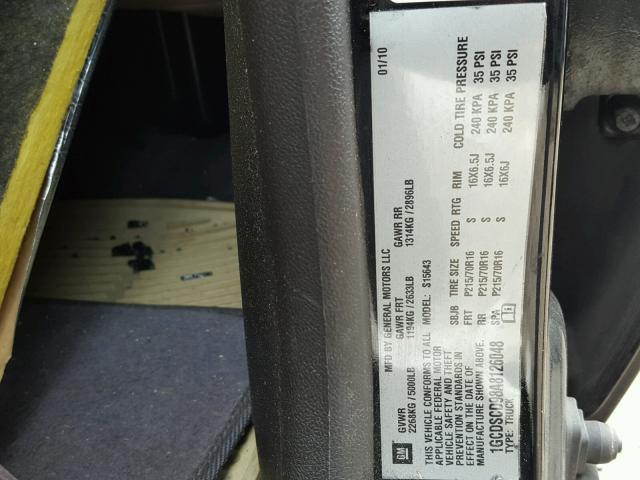 GM MFD BY GENERAL MOTORS LLC 01/10
GVWR GAWR FRT GAWR RR
2268KG / 5000LB 1194KG / 2633LB 1314KG / 2896LB
THIS VEHICLE CONFORMS TO ALL
APPLICABLE FEDERAL MOTOR
VEHICLE SAFETY AND THEFT
PREVENTION STANDARDS IN
EFFECT ON THE DATE OF
MANUFACTURE SHOWN ABOVE.
1GCDSCD98A8126048
TYPE: TRUCK
MODEL: S15643
SBJB TIRE SIZE SPEED RTG RIM COLD TIRE PRESSURE
FRT P215/70R16 S 16X6.5J 240 KPA 35 PSI
RR P215/70R16 S 16X6.5J 240 KPA 35 PSI
SPA P215/70R16 S 16X6J 240 KPA 35 PSI